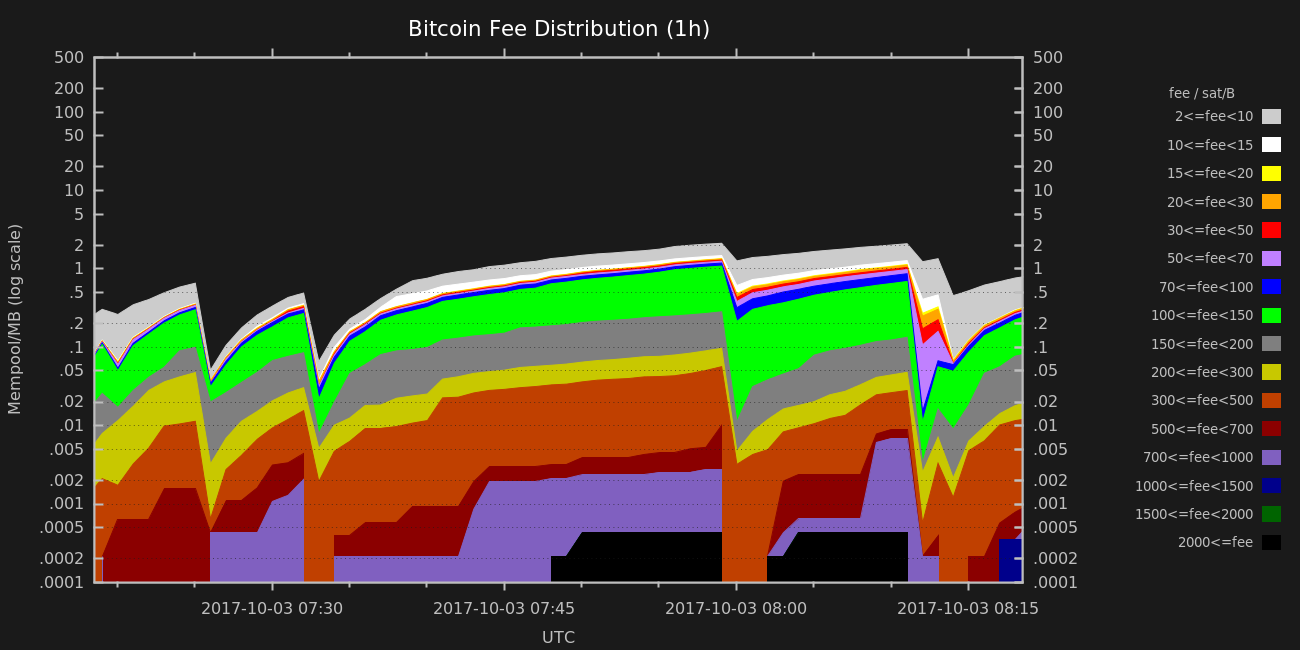 Bitcoin Fee Distribution (1h)
Mempool/MB (log scale)
500
200
100
50
20
10
5
2
1
.5
.2
.1
.05
.02
.01
.005
.002
.001
.0005
.0002
.0001
500
200
100
50
20
10
5
2
1
.5
.2
.1
.05
.02
.01
.005
.002
.001
.0005
.0002
.0001
2017-10-03 07:30
2017-10-03 07:45
2017-10-03 08:00
2017-10-03 08:15
UTC
fee / sat/B
2<=fee<10
10<=fee<15
15<=fee<20
20<=fee<30
30<=fee<50
50<=fee<70
70<=fee<100
100<=fee<150
150<=fee<200
200<=fee<300
300<=fee<500
500<=fee<700
700<=fee<1000
1000<=fee<1500
1500<=fee<2000
2000<=fee